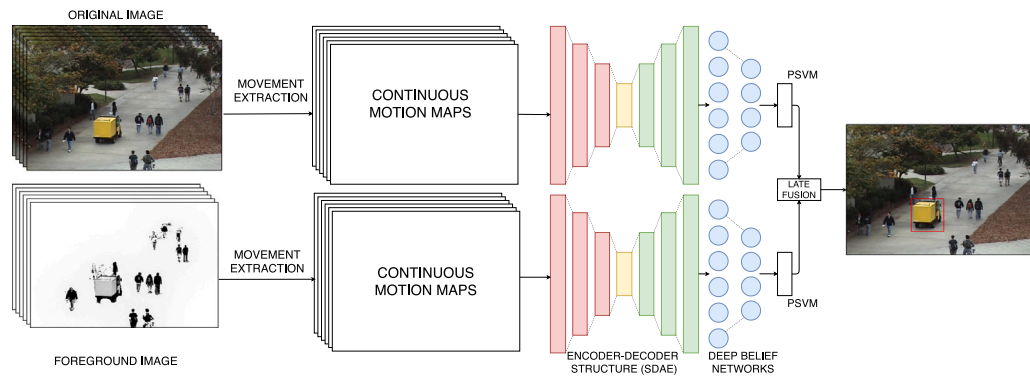 ORIGINAL IMAGE
MOVEMENT
EXTRACTION
CONTINUOUS
MOTION MAPS
PSVM
LATE
FUSION
MOVEMENT
EXTRACTION
CONTINUOUS
MOTION MAPS
PSVM
FOREGROUND IMAGE
ENCODER-DECODER
STRUCTURE (SDAE)
DEEP BELIEF
NETWORKS